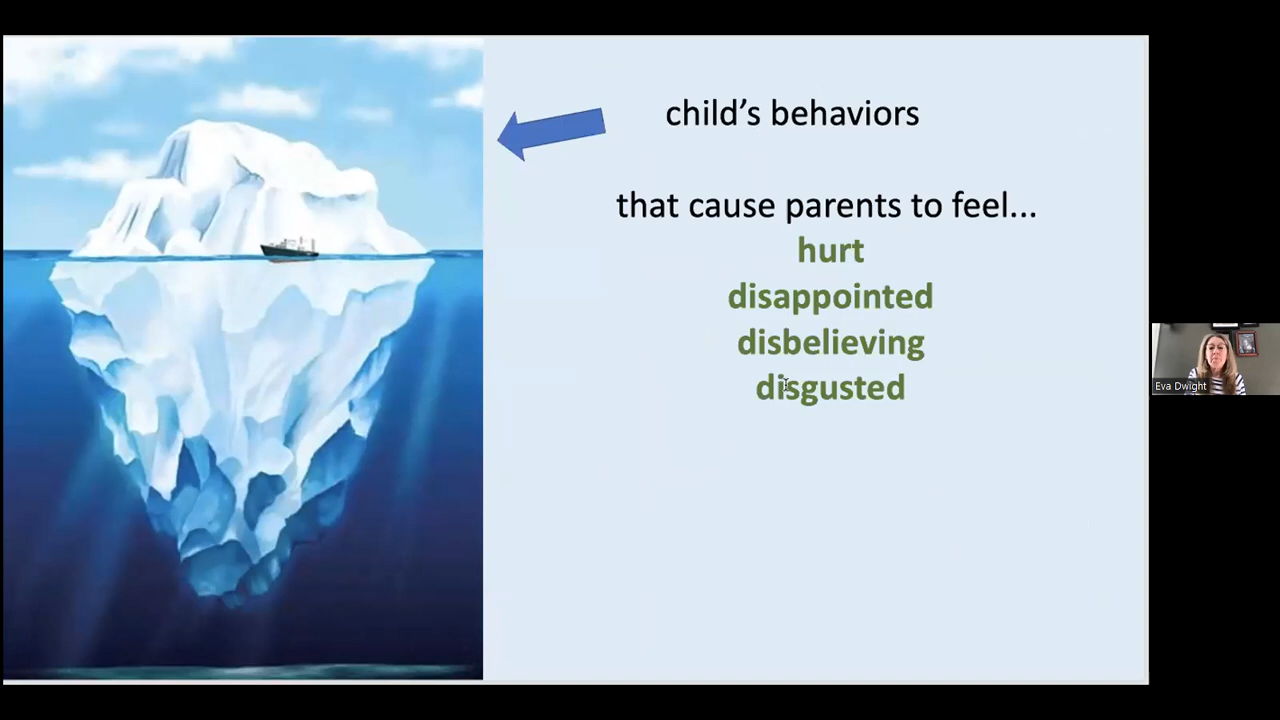 child’s behaviors
that cause parents to feel...
hurt
disappointed
disbelieving
disgusted
Eva Dwight